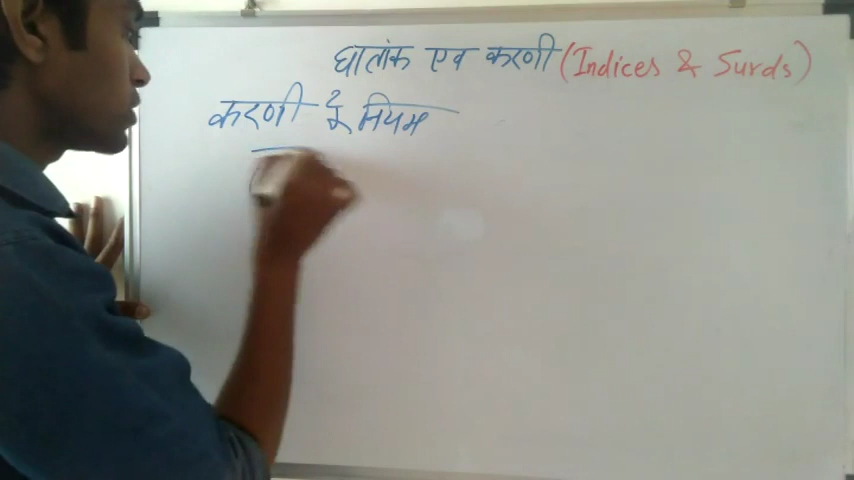 घातांक एव करणी (Indices & Surds)
करणी के नियम